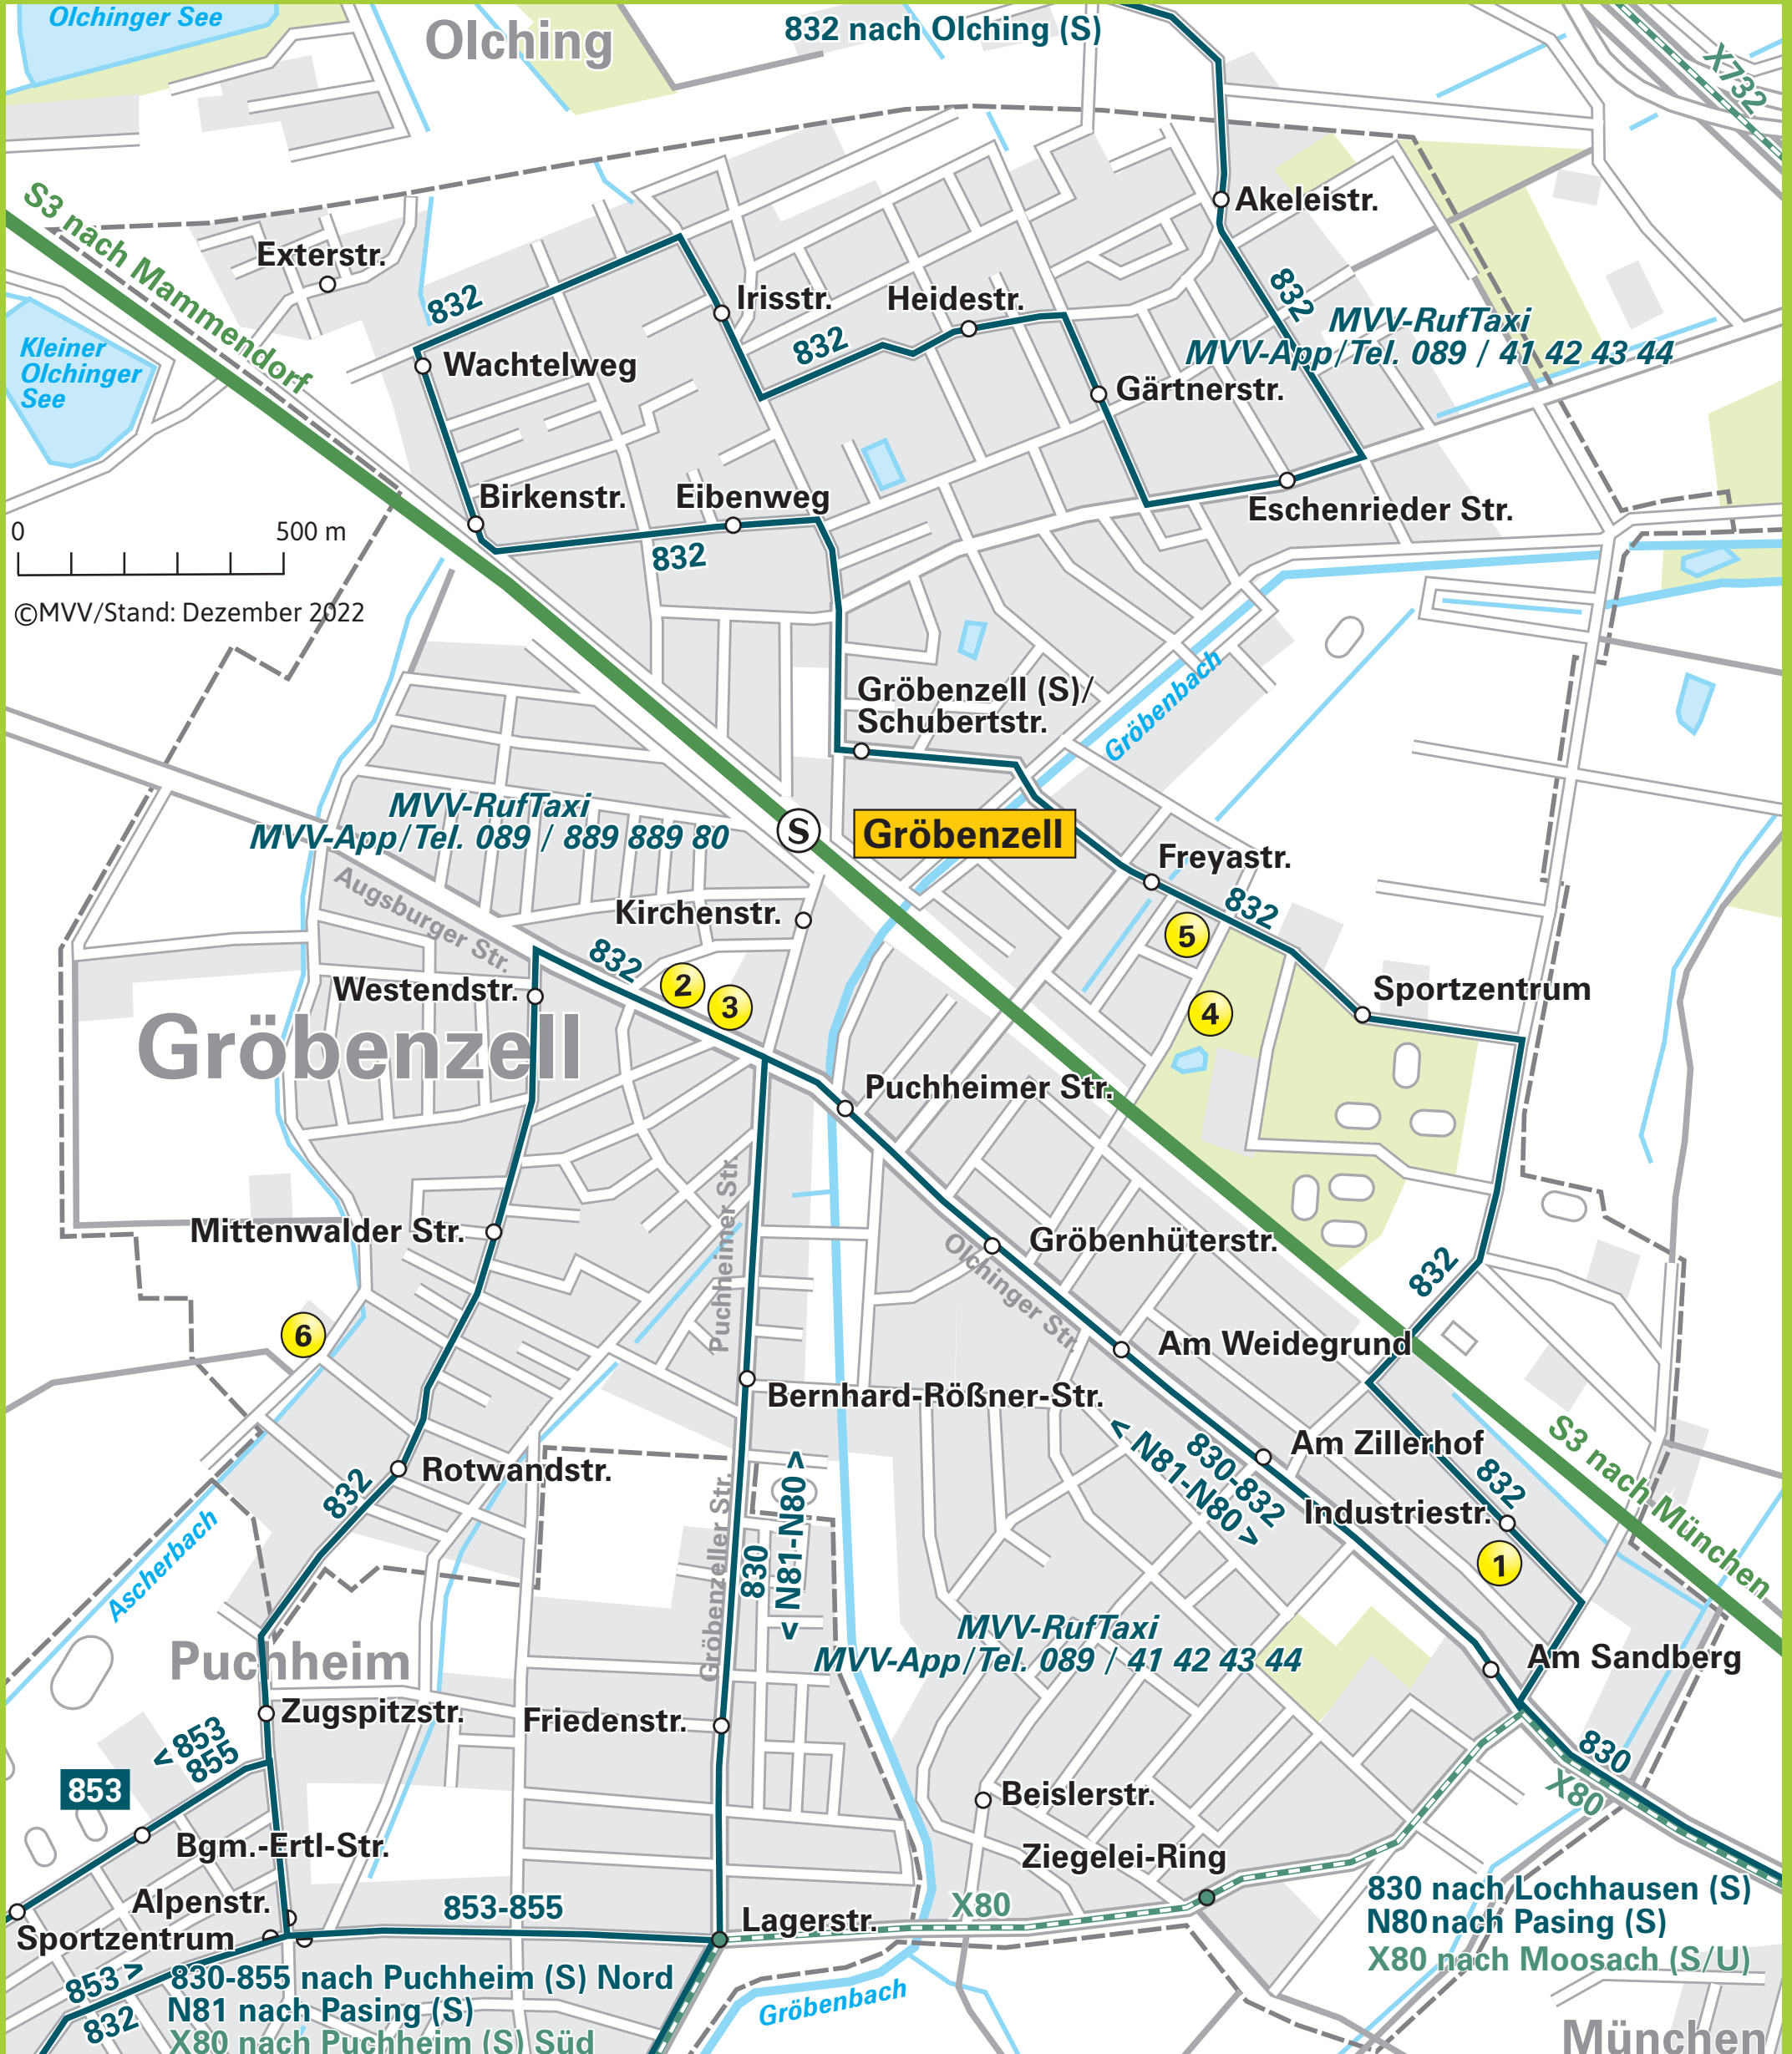 Olchinger See
Olching
832 nach Olching (S)
X732
S3 nach Mammendorf
Exterstr.
Akeleistr.
832
Irisstr.
Heidestr.
832
832
MVV-RufTaxi
MVV-App/Tel. 089 / 41 42 43 44
Kleiner
Olchinger
See
Wachtelweg
Gärtnerstr.
Birkenstr.
Eibenweg
Eschenrieder Str.
0
500 m
832
©MVV/Stand: Dezember 2022
Gröbenzell (S)/
Schubertstr.
Gröbenbach
MVV-RufTaxi
MVV-App/Tel. 089 / 889 889 80
S
Gröbenzell
Freyastr.
832
Augsburger Str.
Kirchenstr.
832
5
Westendstr.
2
3
4
Sportzentrum
Gröbenzell
Puchheimer Str.
Puchheimer Str.
Mittenwalder Str.
Gröbenhüterstr.
Olchinger Str.
832
6
Am Weidegrund
Bernhard-Rößner-Str.
< N81-N80 >
830-832
Am Zillerhof
832
S3 nach München
Rotwandstr.
832
Industriestr.
1
Ascherbach
Gröbenzeller Str.
830
< N81-N80 >
MVV-RufTaxi
MVV-App/Tel. 089 / 41 42 43 44
Am Sandberg
Puchheim
Zugspitzstr.
Friedenstr.
< 853
855
830
X80
853
Beislerstr.
Bgm.-Ertl-Str.
Ziegelei-Ring
Alpenstr.
853-855
Lagerstr.
X80
830 nach Lochhausen (S)
N80 nach Pasing (S)
X80 nach Moosach (S/U)
Sportzentrum
853 >
832
830-855 nach Puchheim (S) Nord
N81 nach Pasing (S)
X80 nach Puchheim (S) Süd
Gröbenbach
München